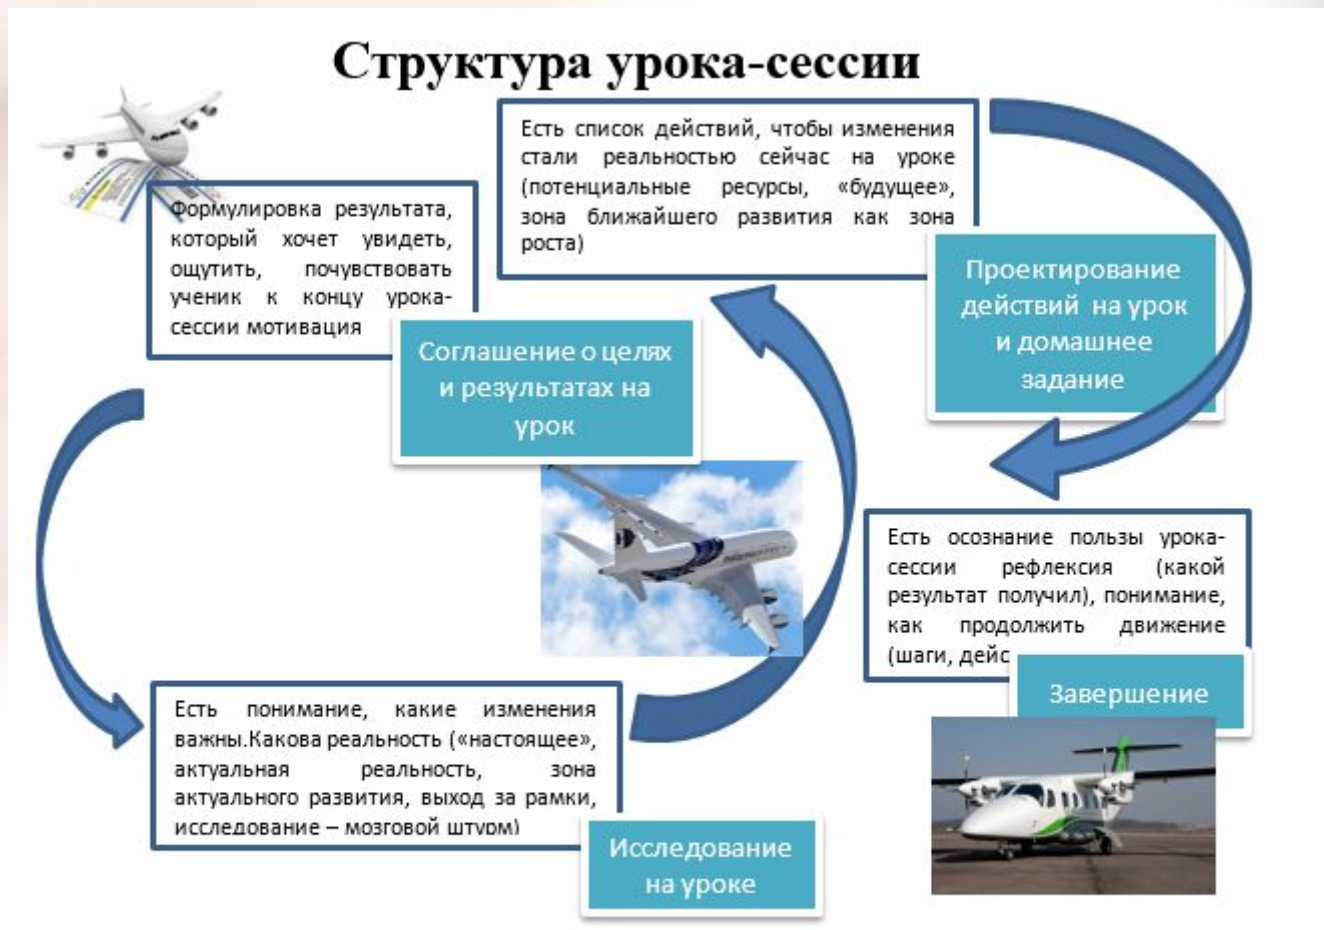 Структура урока-сессии
Формулировка результата,
который хочет увидеть,
ощутить, почувствовать
ученик к концу урока-
сессии мотивация
Соглашение о целях
и результатах на
урок
Есть понимание, какие изменения
важны.Какова реальность («настоящее»,
актуальная реальность, зона
актуального развития, выход за рамки,
исследование – мозговой штурм)
Исследование
на уроке
Есть список действий, чтобы изменения
стали реальностью сейчас на уроке
(потенциальные ресурсы, «будущее»,
зона ближайшего развития как зона
роста)
Проектирование
действий на урок
и домашнее
задание
Есть осознание пользы урока-
сессии рефлексия (какой
результат получил), понимание,
как продолжить движение
(шаги, дейс
Завершение